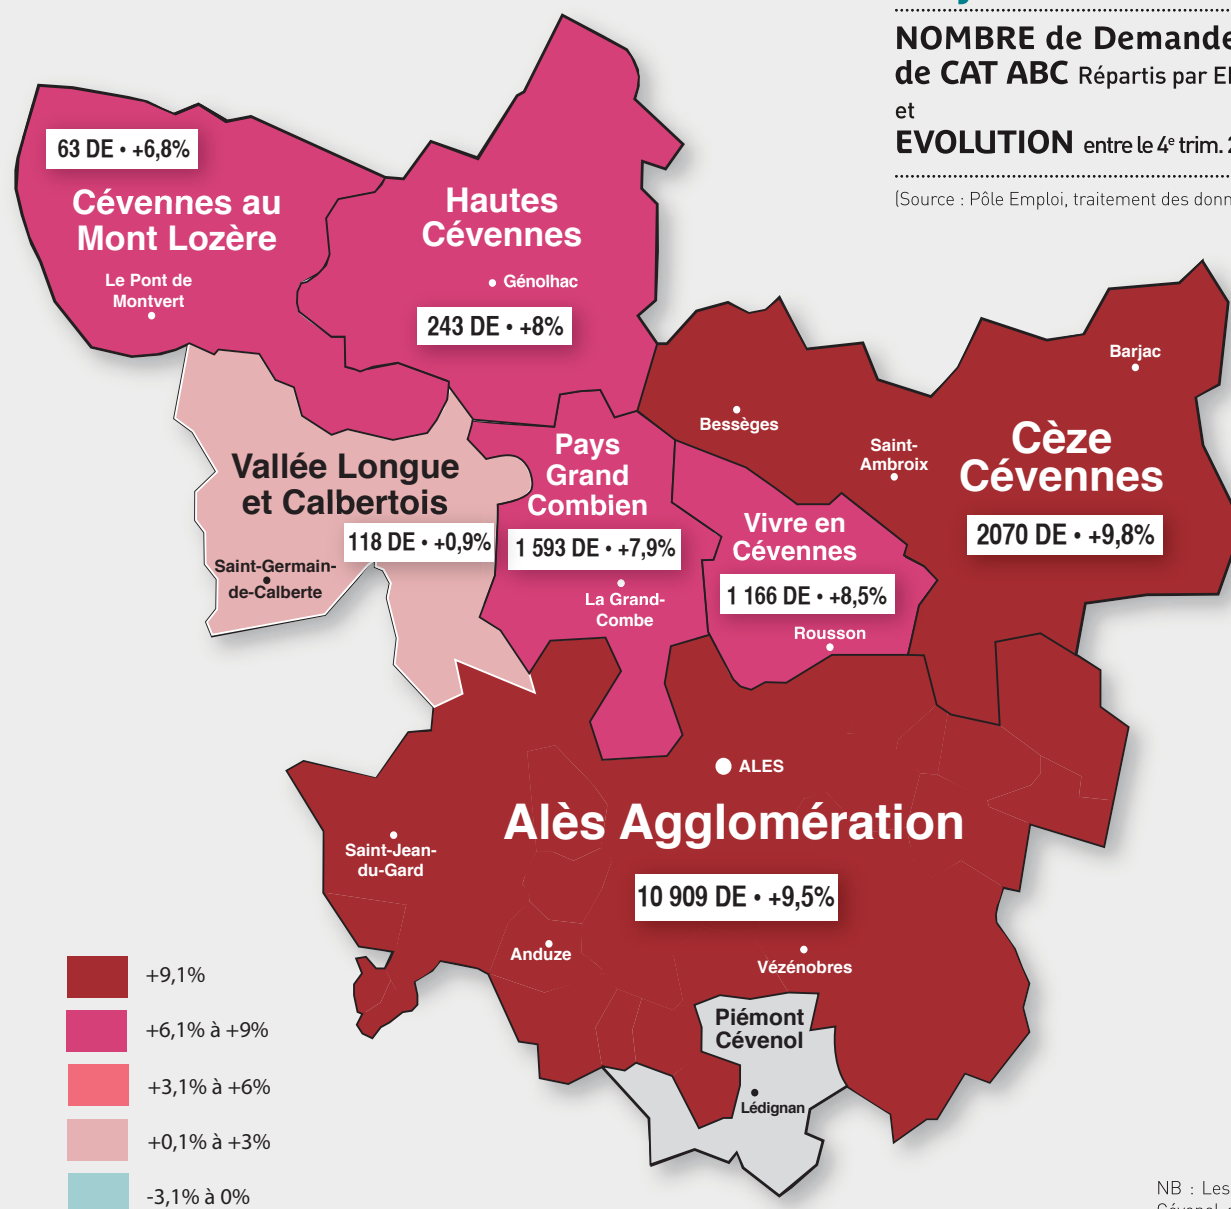 NOMBRE de
de CAT ABC Répartis par
et
EVOLUTION entre le 4e trim.
(Source : Pôle Emploi, traitement des
63 DE • +6,8%
Cévennes au
Mont Lozère
Le Pont de
Montvert
Hautes
Cévennes
Génolhac
243 DE • +8%
Barjac
Bessèges
Saint-
Ambroix
Cèze
Cévennes
2070 DE • +9,8%
Vallée Longue
et Calbertois
118 DE • +0,9%
Saint-Germain-
de-Calberte
Pays
Grand
Combien
1 593 DE • +7,9%
La Grand-
Combe
Vivre en
Cévennes
1 166 DE • +8,5%
Rousson
ALES
Alès Agglomération
10 909 DE • +9,5%
Saint-Jean-
du-Gard
Anduze
Vézénobres
Piémont
Cévenol
Lédignan
+9,1%
+6,1% à +9%
+3,1% à +6%
+0,1% à +3%
-3,1% à 0%
NB : Les